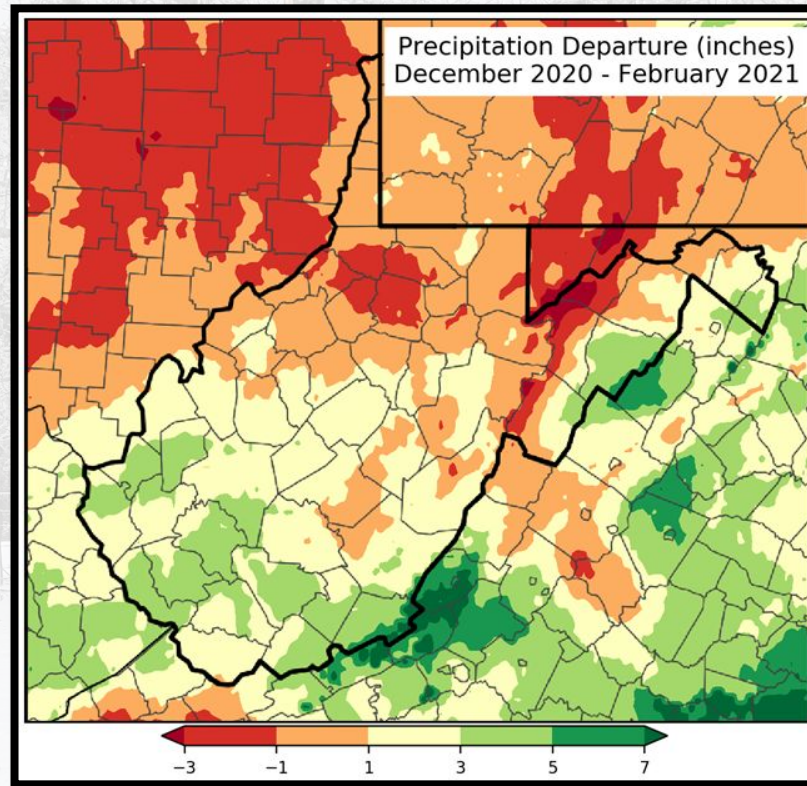 Precipitation Departure (inches)
December 2020 - February 2021
−3 −1 1 3 5 7